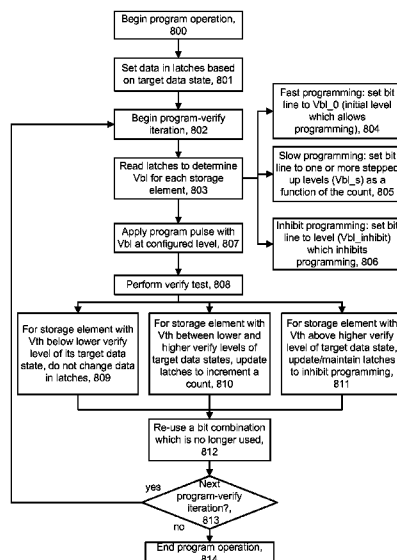 Begin program operation,
800
Set data in latches based
on target data state, 801
Begin program-verify
iteration, 802
Read latches to determine
Vbl for each storage
element, 803
Fast programming: set bit
line to Vbl_0 (initial level
which allows
programming), 804
Slow programming: set bit
line to one or more stepped
up levels (Vbl_s) as a
function of the count, 805
Inhibit programming: set bit
line to level (Vbl_inhibit)
which inhibits
programming, 806
Apply program pulse with
Vbl at configured level, 807
Perform verify test, 808
For storage element with
Vth below lower verify
level of its target data
state, do not change data
in latches, 809
For storage element with
Vth between lower and
higher verify levels of
target data states, update
latches to increment a
count, 810
For storage element with
Vth above higher verify
level of target data state,
update/maintain latches
to inhibit programming,
811
Re-use a bit combination
which is no longer used,
812
yes
Next
program-verify
iteration?,
813
no
End program operation,
814